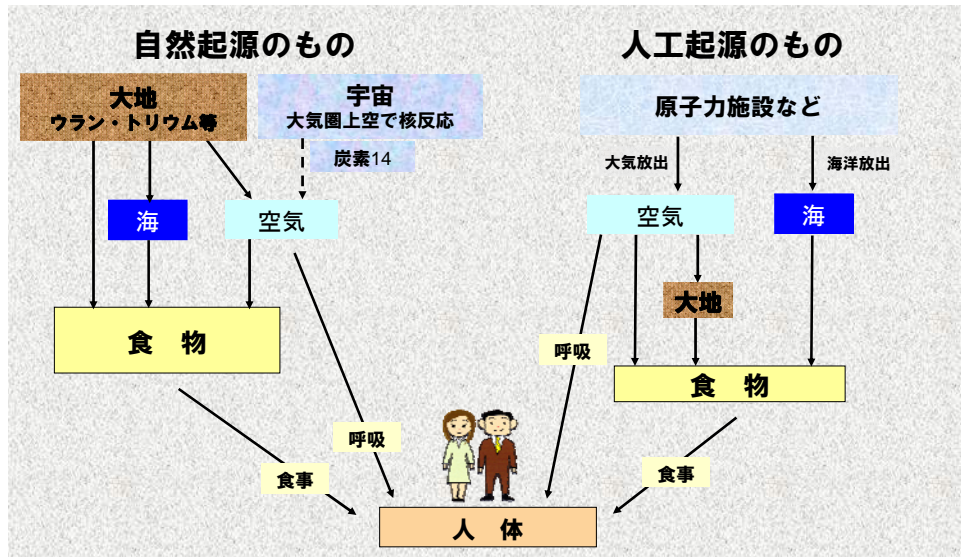 自然起源のもの
大地
ウラン・トリウム等
宇宙
大気圏上空で核反応
炭素14
海
空気
食 物
呼吸
食事
人工起源のもの
原子力施設など
大気放出
海洋放出
空気
海
大地
呼吸
食 物
食事
人 体